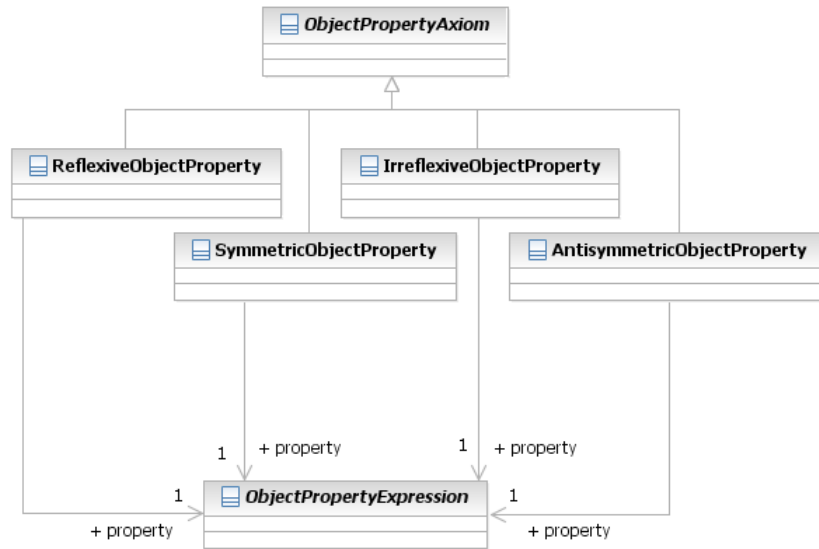 ObjectPropertyAxiom
ReflexiveObjectProperty
IrreflexiveObjectProperty
SymmetricObjectProperty
AntisymmetricObjectProperty
1
+ property
1
+ property
1
ObjectPropertyExpression
1
+ property
+ property